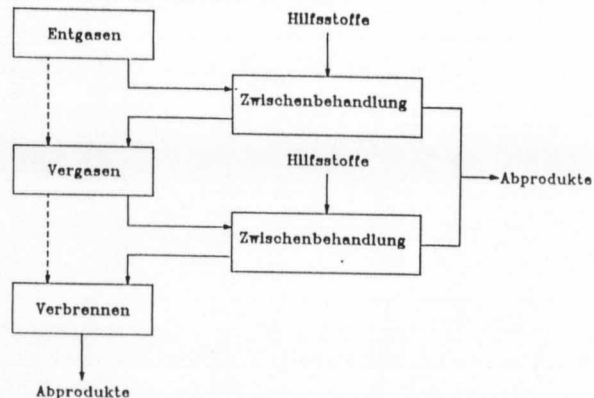 Hilfsstoffe
Entgasen
Zwischenbehandlung
Hilfsstoffe
Vergasen
Abprodukte
Zwischenbehandlung
Verbrennen
Abprodukte